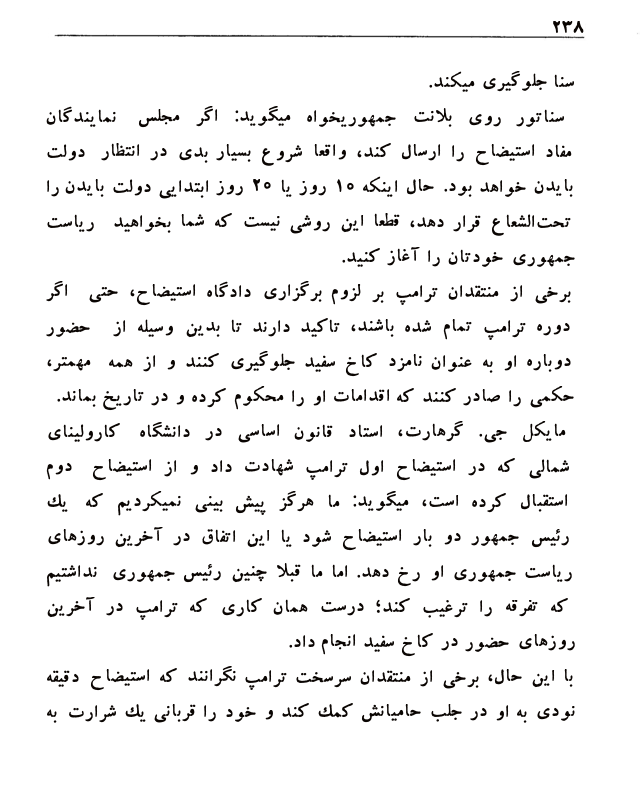 ۲۳۸
سنا جلوگیری میکند.
سناتور روی بلانت جمهوریخواه میگوید: اگر مجلس نمایندگان
مفاد استیضاح را ارسال کند، واقعا شروع بسیار بدی در انتظار دولت
بایدن خواهد بود. حال اینکه ۱۵ روز یا ۲۵ روز ابتدایی دولت بایدن را
تحت‌الشعاع قرار دهد، قطعا این روشی نیست که شما بخواهید ریاست
جمهوری خودتان را آغاز کنید.
برخی از منتقدان ترامپ بر لزوم برگزاری دادگاه استیضاح، حتی اگر
دوره ترامپ تمام شده باشند، تاکید دارند تا بدین وسیله از حضور
دوباره او به عنوان نامزد کاخ سفید جلوگیری کنند و از همه مهمتر،
حکمی را صادر کنند که اقدامات او را محکوم کرده و در تاریخ بماند.
مایکل جی. گرهارت، استاد قانون اساسی در دانشگاه کارولینای
شمالی که در استیضاح اول ترامپ شهادت داد و از استیضاح دوم
استقبال کرده است، میگوید: ما هرگز پیش بینی نمیکردیم که یك
رئیس جمهور دو بار استیضاح شود یا این اتفاق در آخرین روزهای
ریاست جمهوری او رخ دهد. اما ما قبلا چنین رئیس جمهوری نداشتیم
که تفرقه را ترغیب کند؛ درست همان کاری که ترامپ در آخرین
روزهای حضور در کاخ سفید انجام داد.
با این حال، برخی از منتقدان سرسخت ترامپ نگرانند که استیضاح دقیقه
نودی به او در جلب حامیانش کمك کند و خود را قربانی یك شرارت به